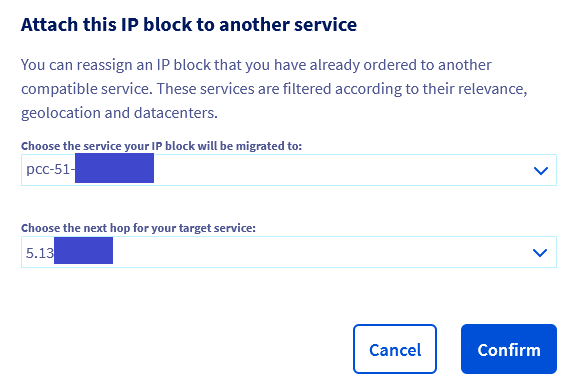 Attach this IP block to another service
You can reassign an IP block that you have already ordered to another
compatible service. These services are filtered according to their relevance,
geolocation and datacenters.
Choose the service your IP block will be migrated to:
pcc-51-
Choose the next hop for your target service:
5.13
Cancel
Confirm